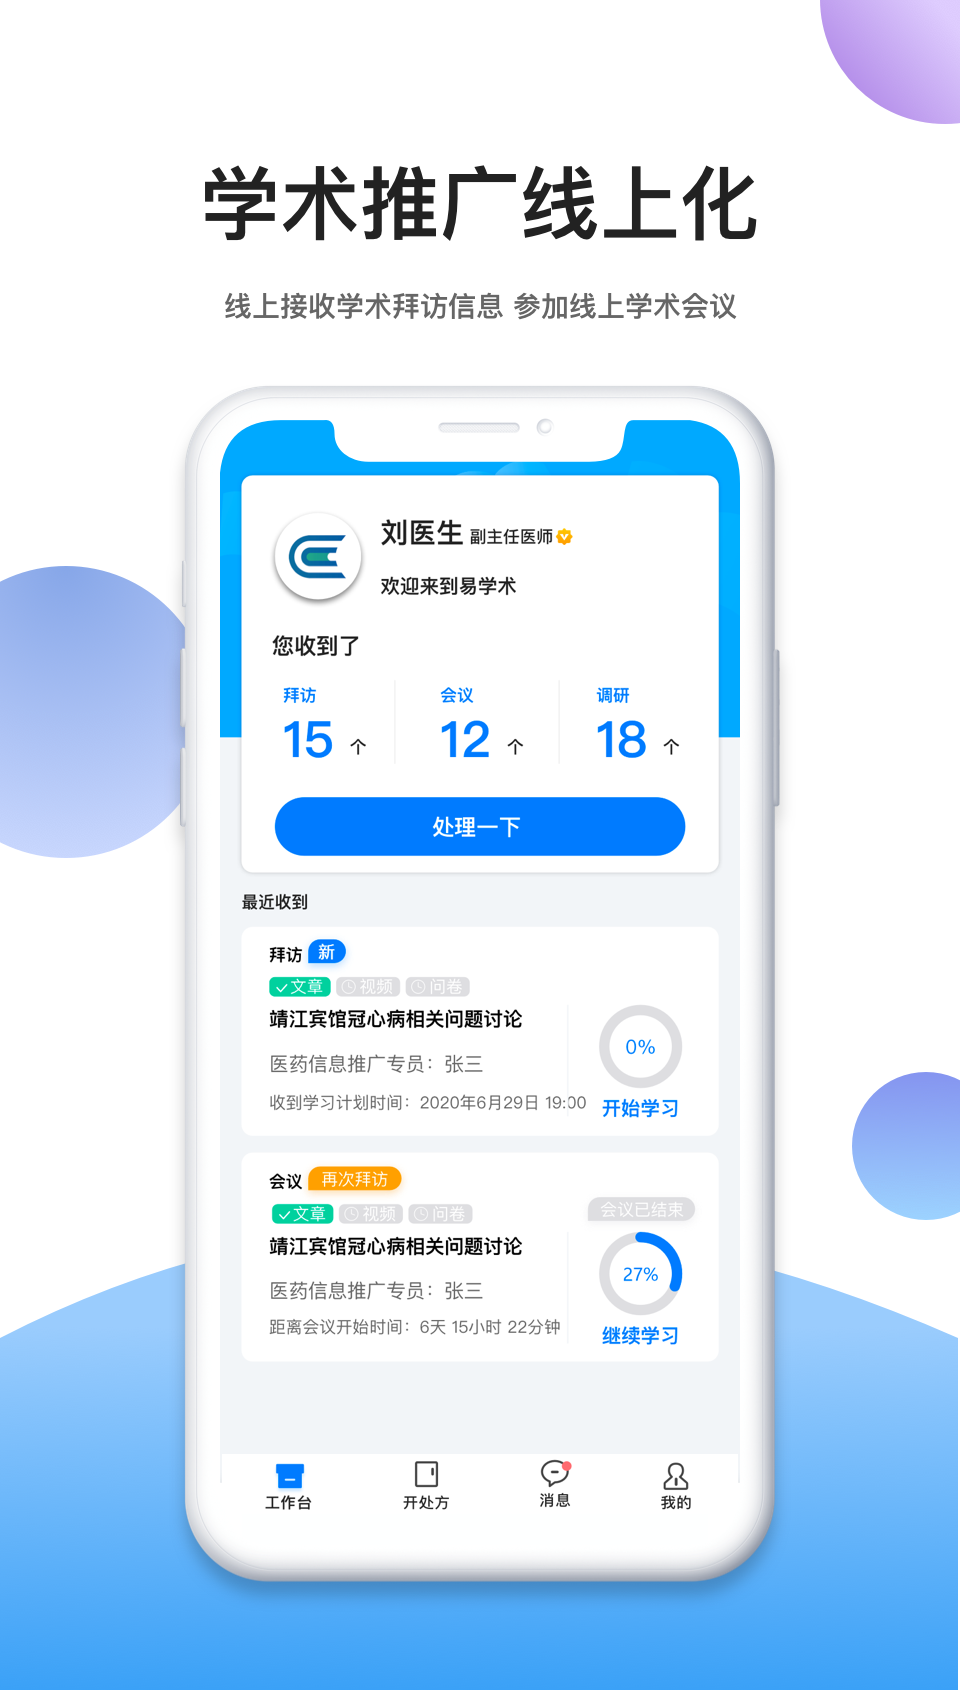 学术推广线上化
线上接收学术拜访信息 参加线上学术会议
刘医生 副主任医师
欢迎来到易学术
您收到了
拜访 会议 调研
15 个 12 个 18 个
处理一下
最近收到
拜访 新
文章 视频 问卷
靖江宾馆冠心病相关问题讨论
0%
医药信息推广专员：张三
收到学习计划时间：2020年6月29日 19:00
开始学习
会议 再次拜访
文章 视频 问卷
会议已结束
靖江宾馆冠心病相关问题讨论
27%
医药信息推广专员：张三
距离会议开始时间：6天 15小时 22分钟
继续学习
工作台 开处方 消息 我的